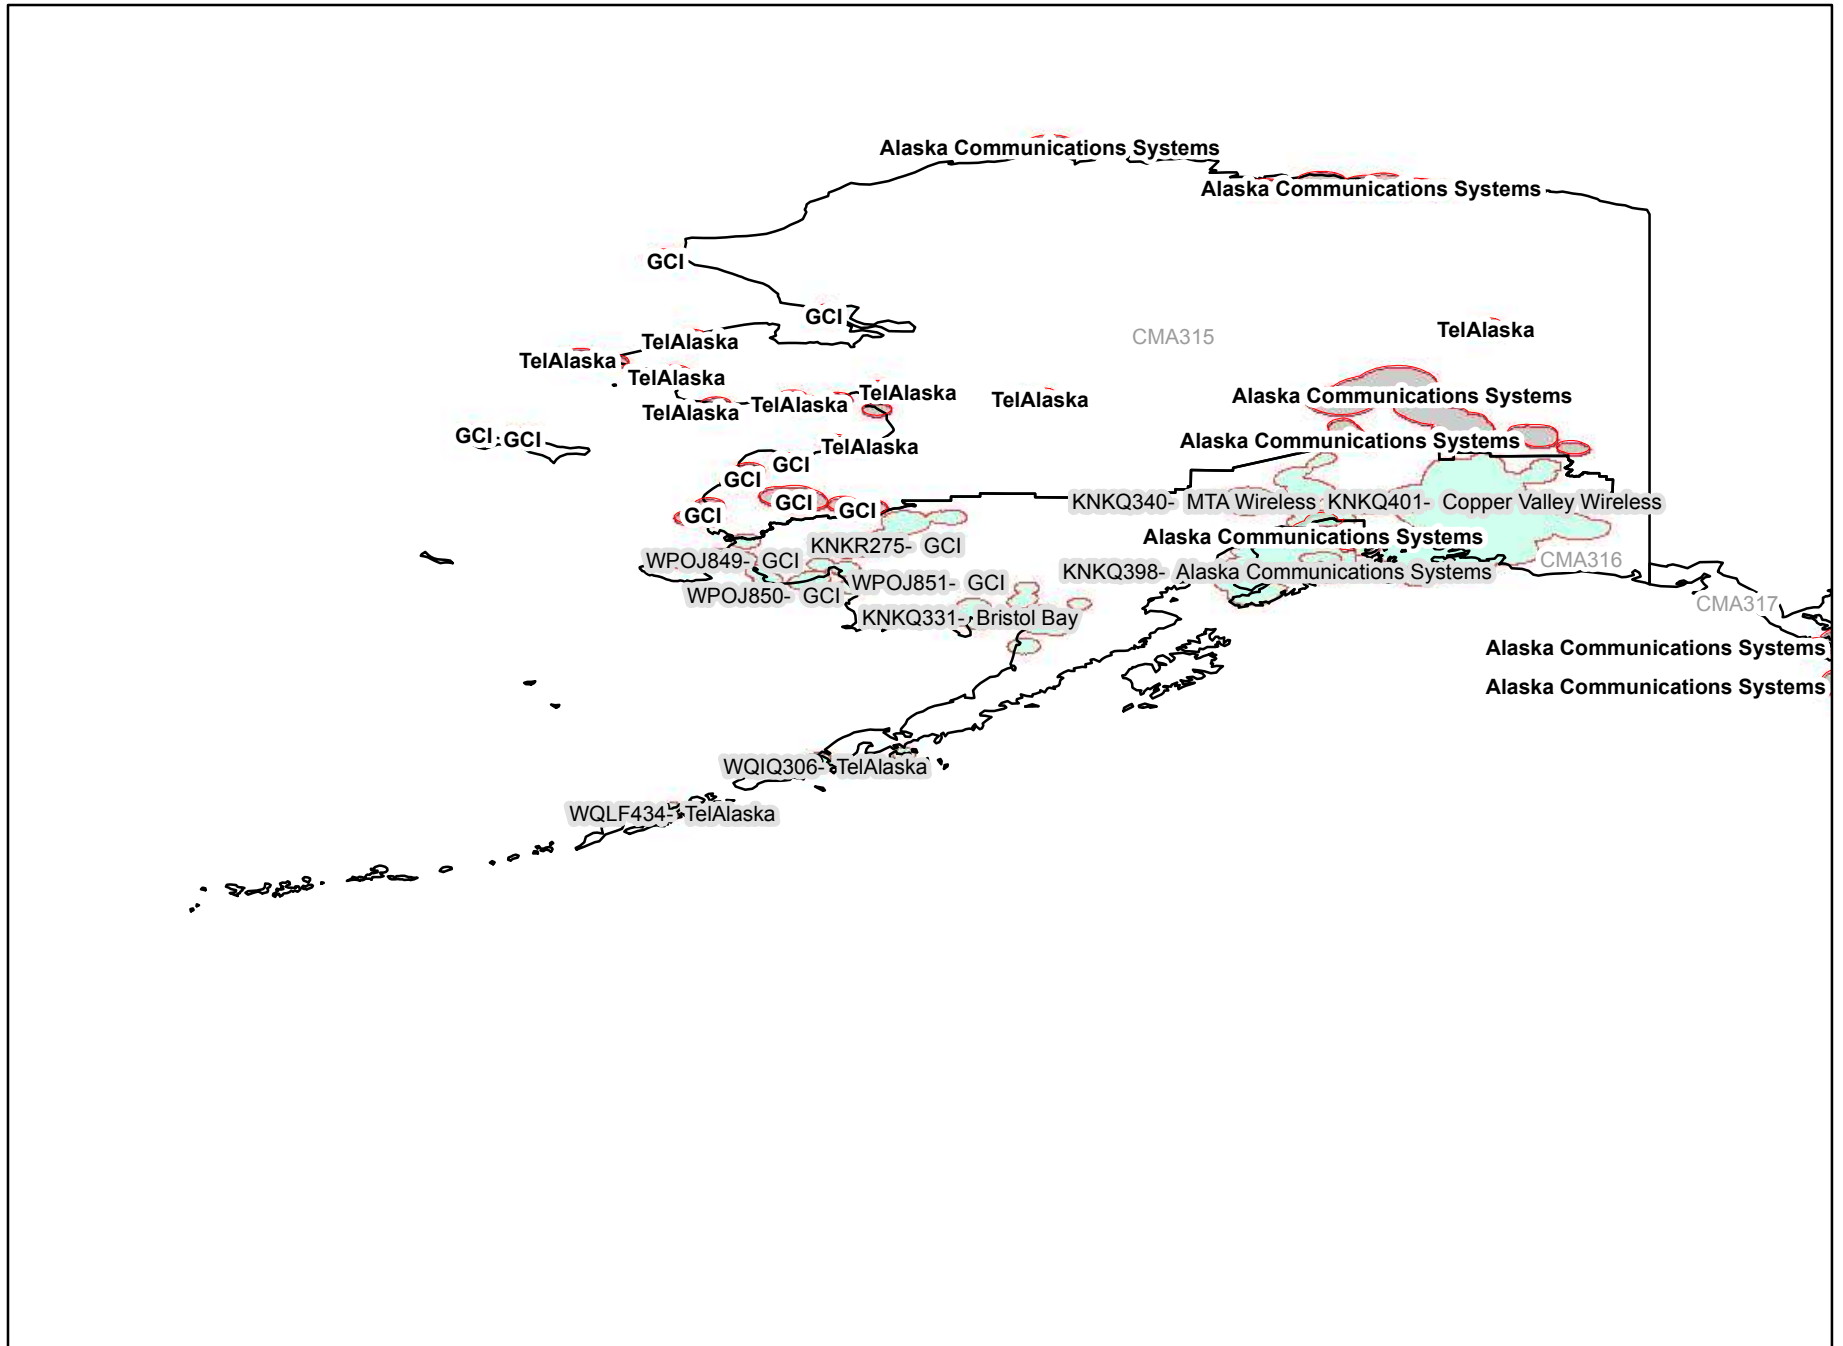 Alaska Communications Systems
Alaska Communications Systems
GCI
GCI
TelAlaska
CMA315
TelAlaska
TelAlaska
TelAlaska
TelAlaska
TelAlaska
TelAlaska
TelAlaska
TelAlaska
Alaska Communications Systems
GCI
GCI
TelAlaska
Alaska Communications Systems
GCI
GCI
GCI
GCI
GCI
KNKQ340- MTA Wireless
KNKQ401- Copper Valley Wireless
Alaska Communications Systems
KNKR275- GCI
WPOJ849- GCI
CMA316
KNKQ398- Alaska Communications Systems
WPOJ851- GCI
WPOJ850- GCI
CMA317
KNKQ331- Bristol Bay
Alaska Communications Systems
Alaska Communications Systems
WQIQ306- TelAlaska
WQLF434- TelAlaska